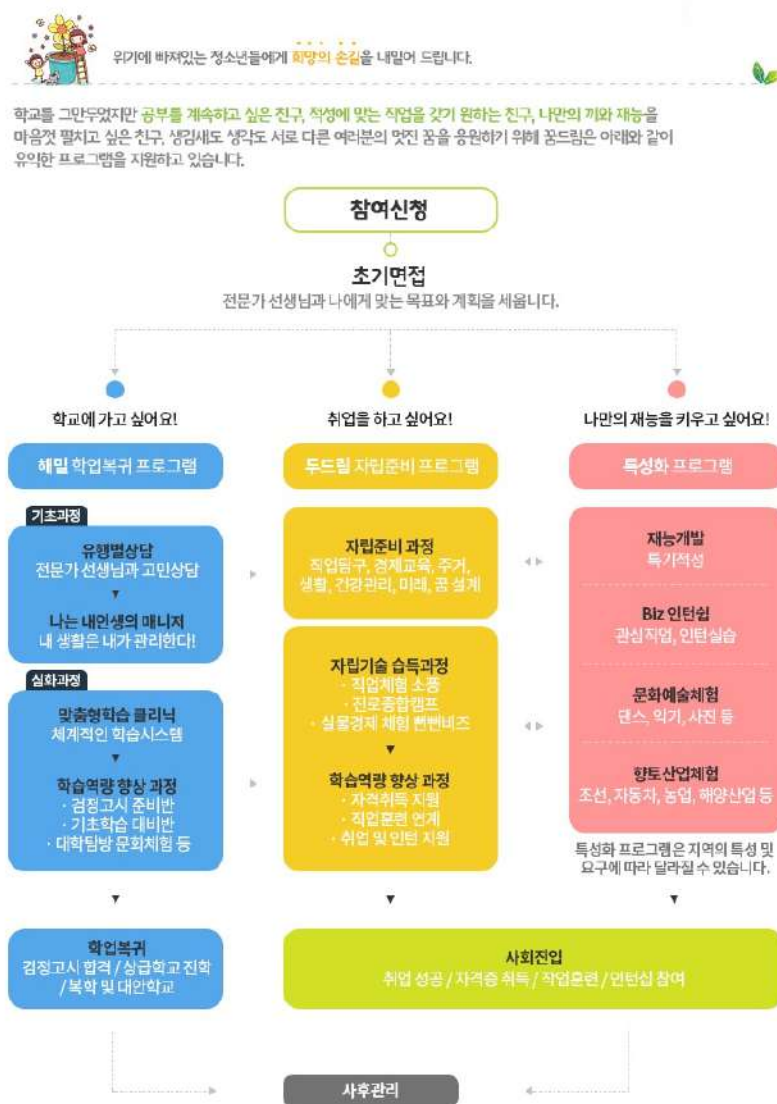 위기에 빠져있는 청소년들에게 희망의 손길을 내밀어 드립니다.
학교를 그만두었지만 공부를 계속하고 싶은 친구, 적성에 맞는 직업을 갖기 원하는 친구, 나만의 끼와 재능을
마음껏 펼치고 싶은 친구, 생김새도 생각도 서로 다른 여러분의 멋진 꿈을 응원하기 위해 꿈드림은 아래와 같이
유익한 프로그램을 지원하고 있습니다.
참여신청
초기면접
전문가 선생님과 나에게 맞는 목표와 계획을 세웁니다.
학교에 가고 싶어요!
해밀 학업복귀 프로그램
기초과정
유형별상담
전문가 선생님과 고민상담
나는 내인생의 매니저
내 생활은 내가 관리한다!
심화과정
맞춤형학습 클리닉
체계적인 학습시스템
학습역량 향상 과정
· 검정고시 준비반
· 기초학습 대비반
· 대학탐방 문화체험 등
학업복귀
검정고시 합격 / 상급학교 진학
/ 복학 및 대안학교
취업을 하고 싶어요!
두드림 자립준비 프로그램
자립준비 과정
직업탐구, 경제교육, 주거,
생활, 건강관리, 미래, 꿈 설계
자립기술 습득과정
· 직업체험 소풍
· 진로종합캠프
· 실물경제 체험 뻔뻔비즈
학습역량 향상 과정
· 자격취득 지원
· 직업훈련 연계
· 취업 및 인턴 지원
나만의 재능을 키우고 싶어요!
특성화 프로그램
재능개발
특기적성
Biz 인턴쉽
관심직업, 인턴실습
문화예술체험
댄스, 악기, 사진 등
향토산업체험
조선, 자동차, 농업, 해양산업 등
특성화 프로그램은 지역의 특성 및
요구에 따라 달라질 수 있습니다.
사회진입
취업 성공 / 자격증 취득 / 직업훈련 / 인턴십 참여
사후관리